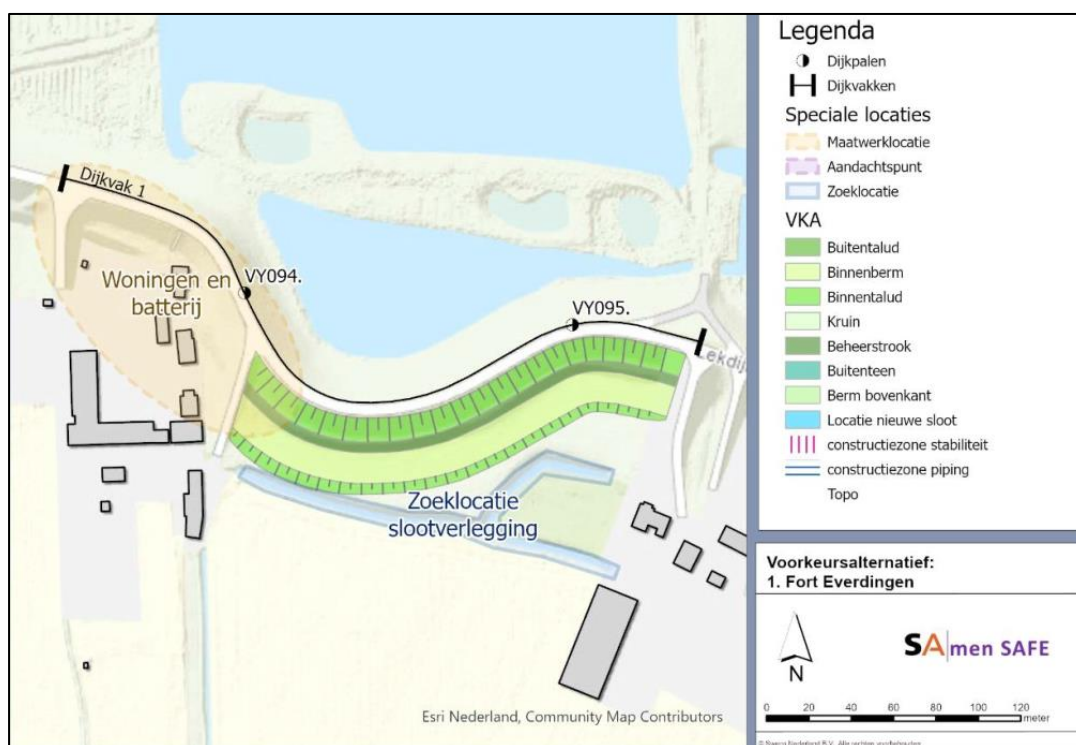 Dijkvak 1
Woningen en
batterij
VY094.
VY095.
Lekdij
Zoeklocatie
slootverlegging
Esri Nederland, Community Map Contributors
Legenda
Dijkpalen
Dijkvakken
Speciale locaties
Maatwerklocatie
Aandachtspunt
Zoeklocatie
VKA
Buitentalud
Binnenberm
Binnentalud
Kruin
Beheerstrook
Buitenteen
Berm bovenkant
Locatie nieuwe sloot
constructiezone stabiliteit
constructiezone piping
Topo
Voorkeursalternatief:
1. Fort Everdingen
N
SAmen SAFE
0 20 40 60 80 100 120
meter